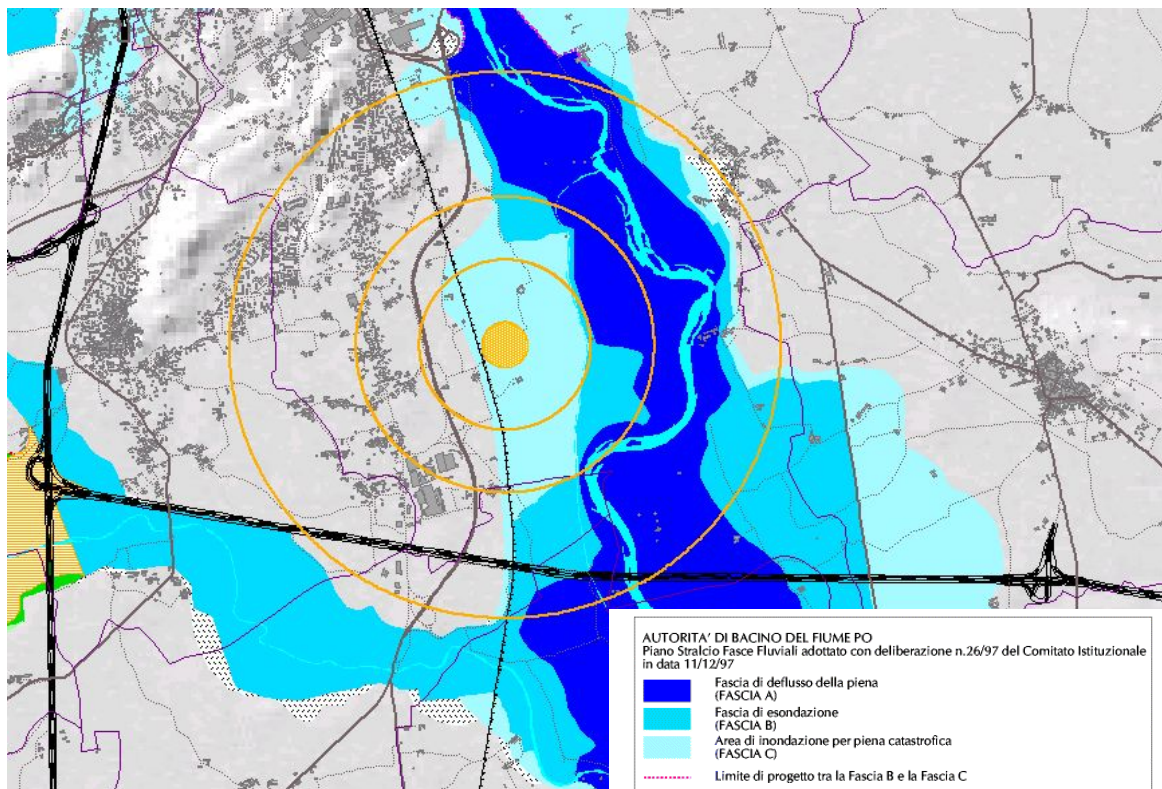 AUTORITA' DI BACINO DEL FIUME PO
Piano Stralcio Fasce Fluviali adottato con deliberazione n.26/97 del Comitato Istituzionale
in data 11/12/97
Fascia di deflusso della piena
(FASCIA A)
Fascia di esondazione
(FASCIA B)
Area di inondazione per piena catastrofica
(FASCIA C)
Limite di progetto tra la Fascia B e la Fascia C